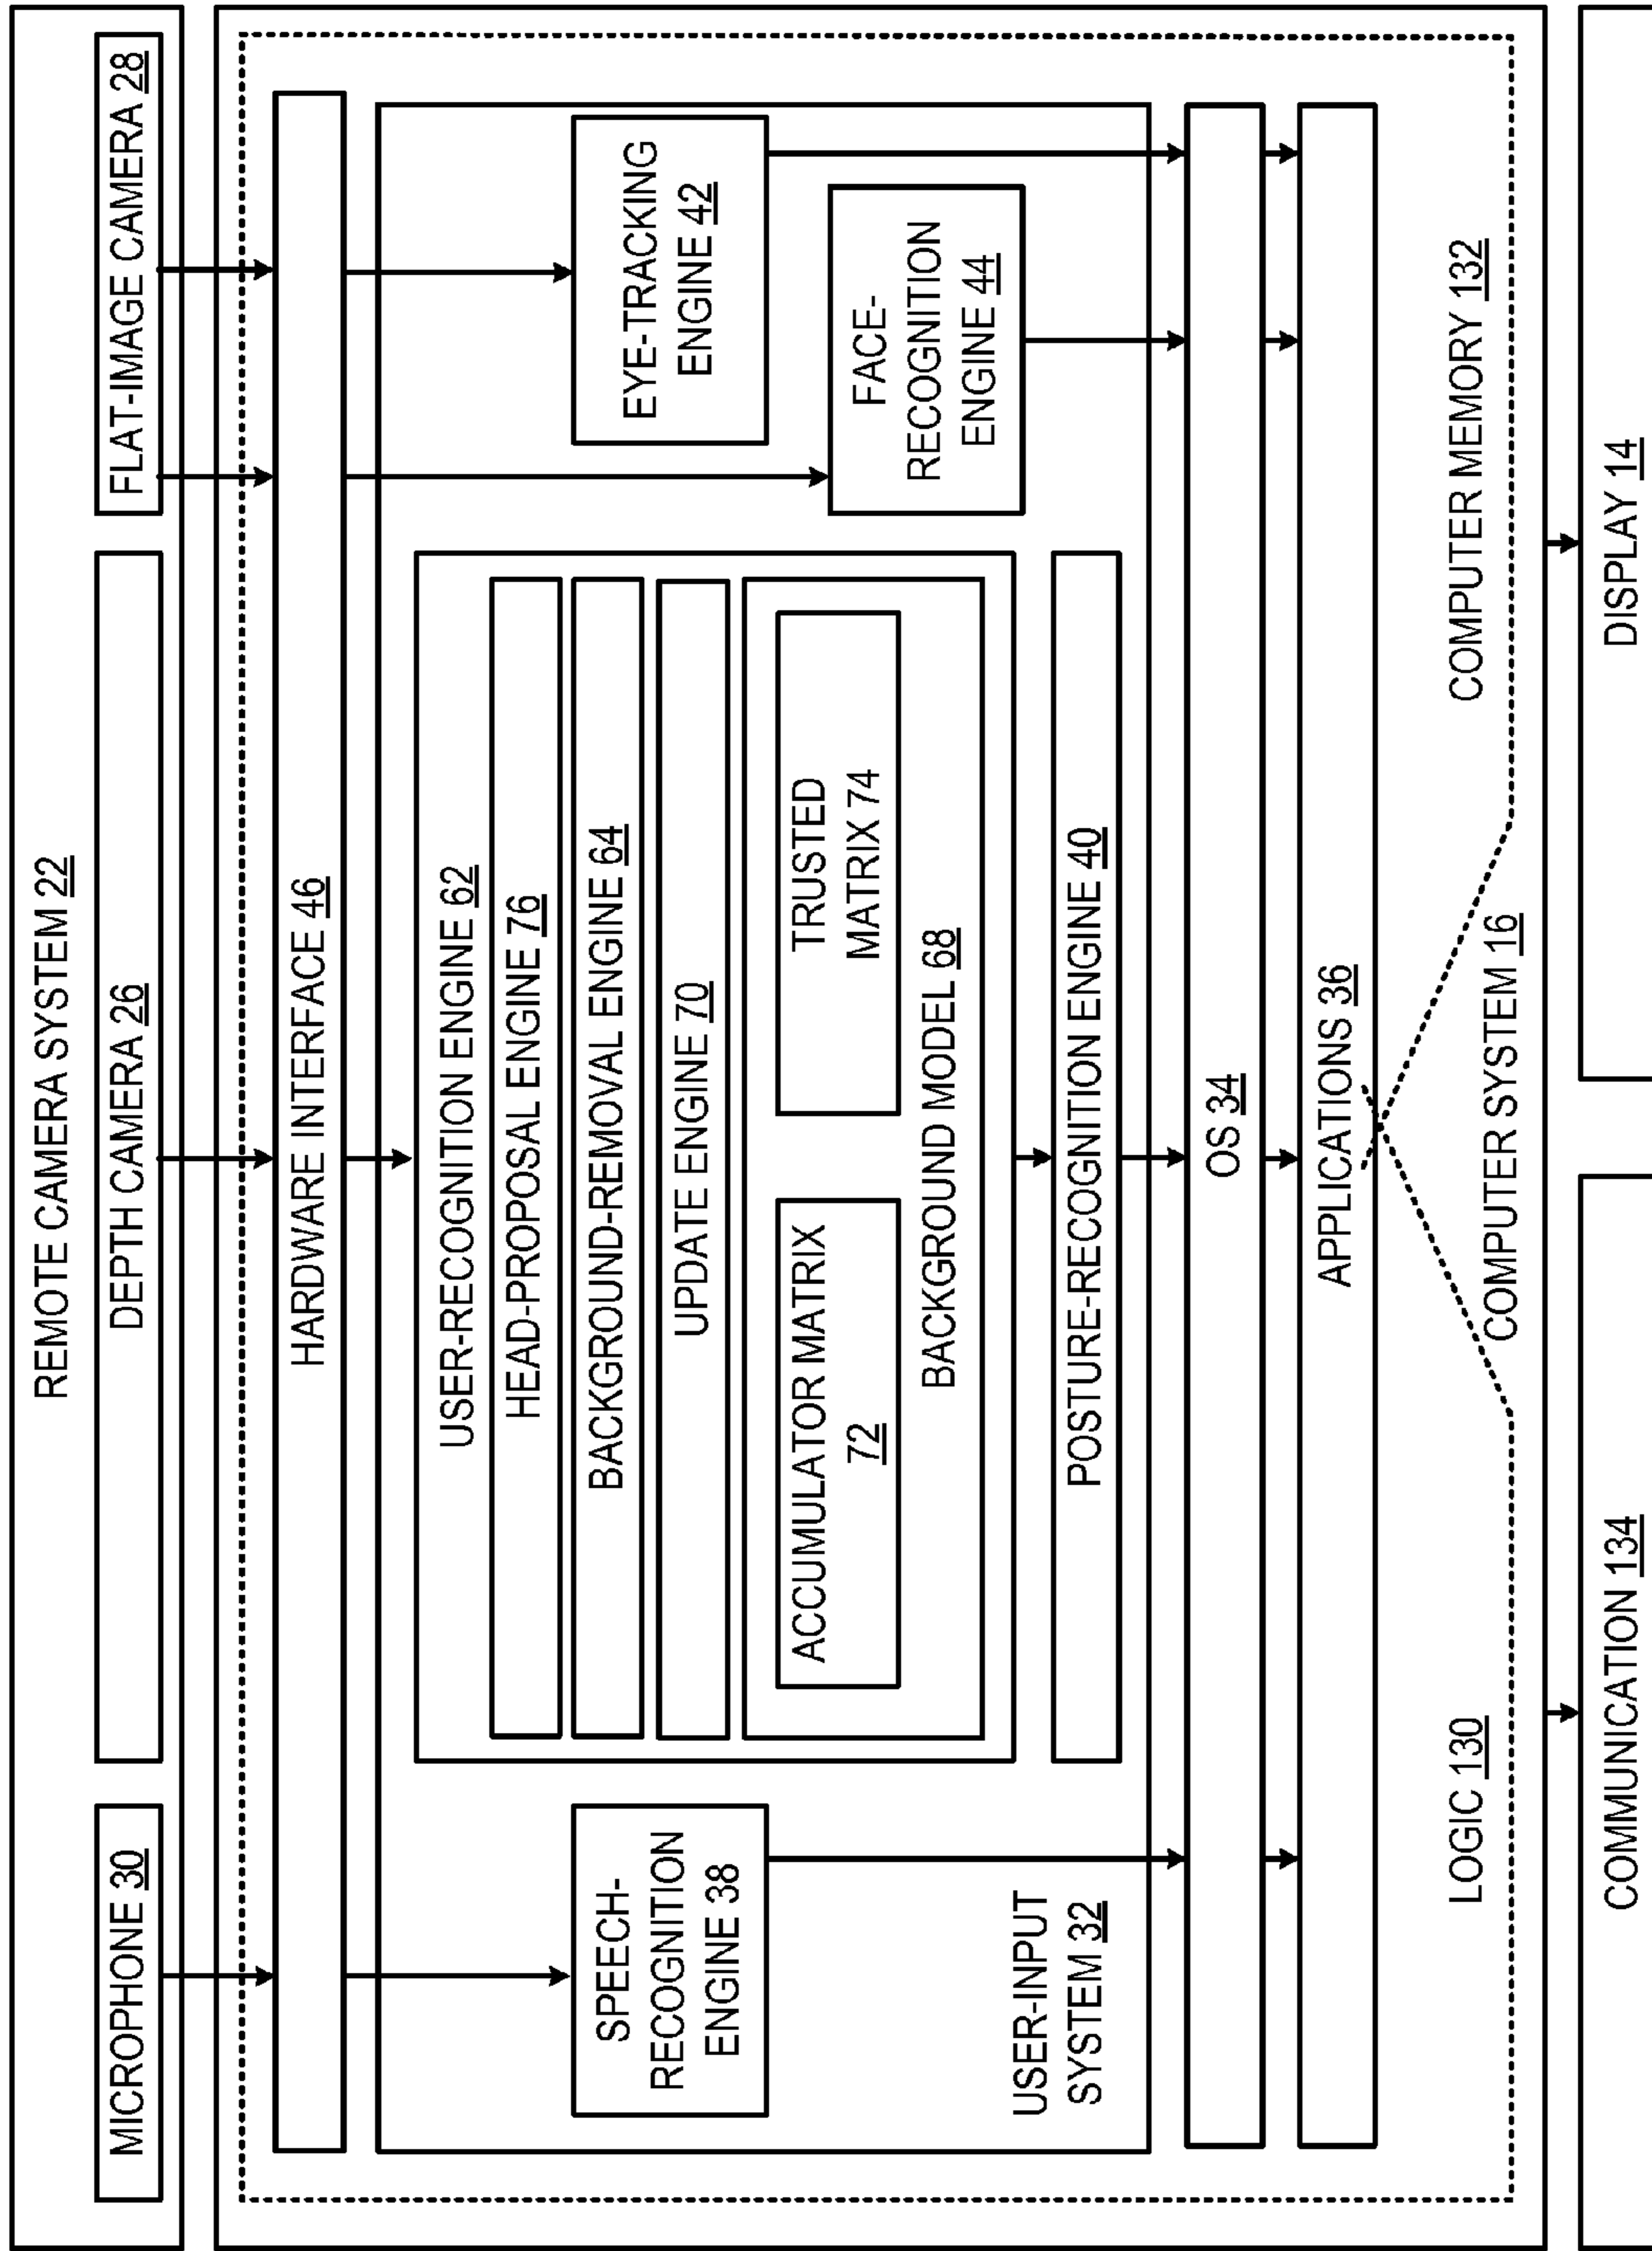 REMOTE CAMERA SYSTEM 22
MICROPHONE 30
DEPTH CAMERA 26
FLAT-IMAGE CAMERA 28
HARDWARE INTERFACE 46
SPEECH-
RECOGNITION
ENGINE 38
USER-RECOGNITION ENGINE 62
HEAD-PROPOSAL ENGINE 76
BACKGROUND-REMOVAL ENGINE 64
UPDATE ENGINE 70
ACCUMULATOR MATRIX
72
TRUSTED
MATRIX 74
BACKGROUND MODEL 68
EYE-TRACKING
ENGINE 42
FACE-
RECOGNITION
ENGINE 44
POSTURE-RECOGNITION ENGINE 40
USER-INPUT
SYSTEM 32
OS 34
APPLICATIONS 36
LOGIC 130
COMPUTER MEMORY 132
COMPUTER SYSTEM 16
COMMUNICATION 134
DISPLAY 14